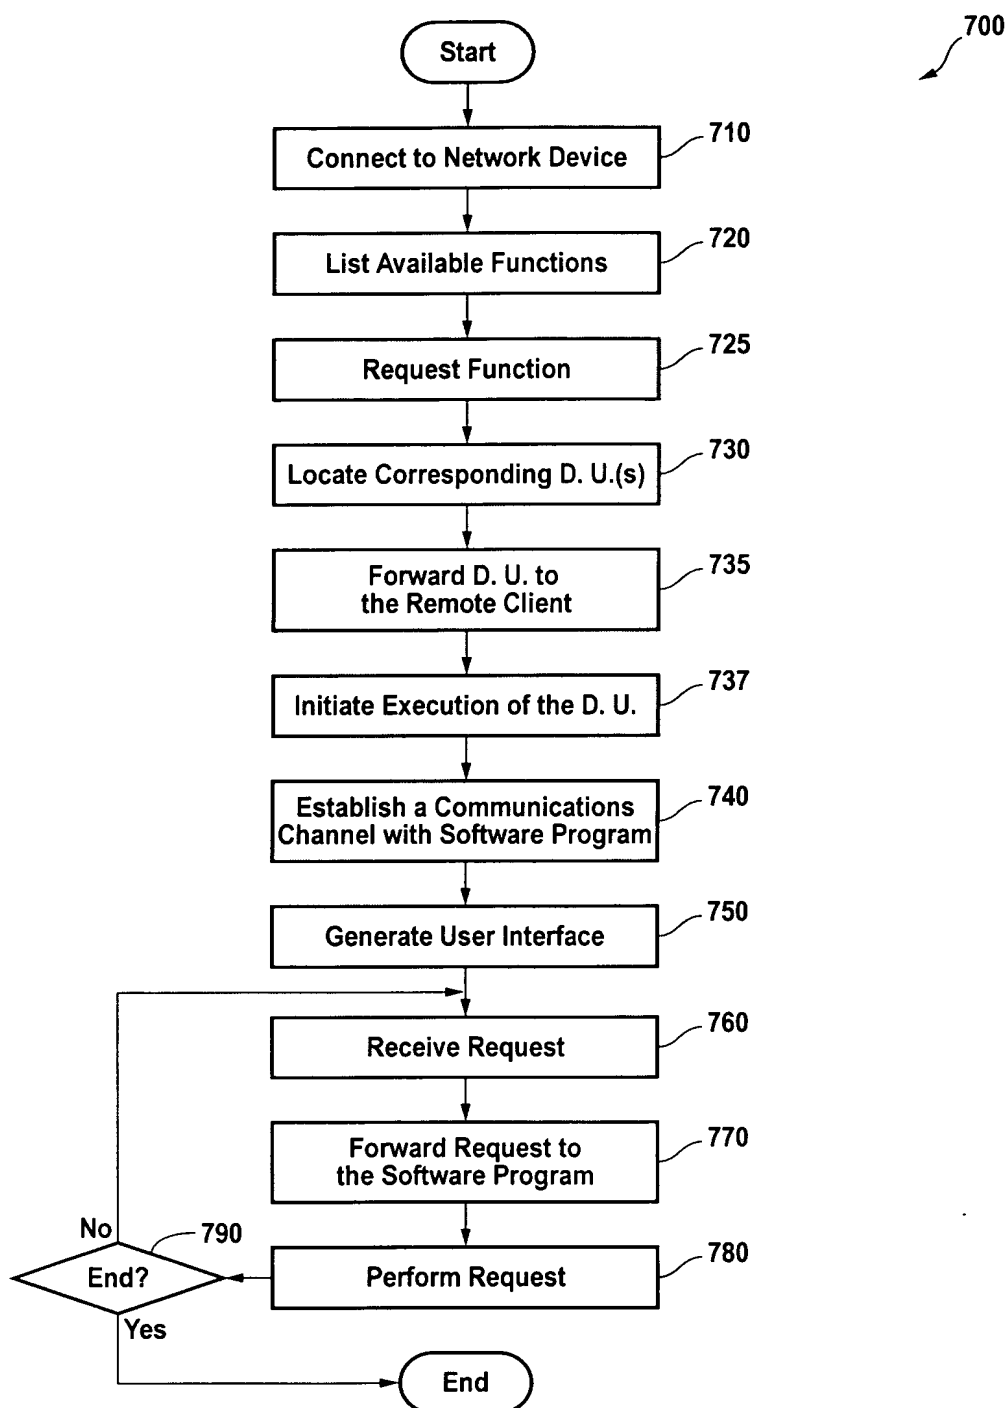 700
Start
710
Connect to Network Device
720
List Available Functions
725
Request Function
730
Locate Corresponding D. U.(s)
735
Forward D. U. to
the Remote Client
737
Initiate Execution of the D. U.
740
Establish a Communications
Channel with Software Program
750
Generate User Interface
760
Receive Request
770
Forward Request to
the Software Program
No
790
780
End?
Perform Request
Yes
End